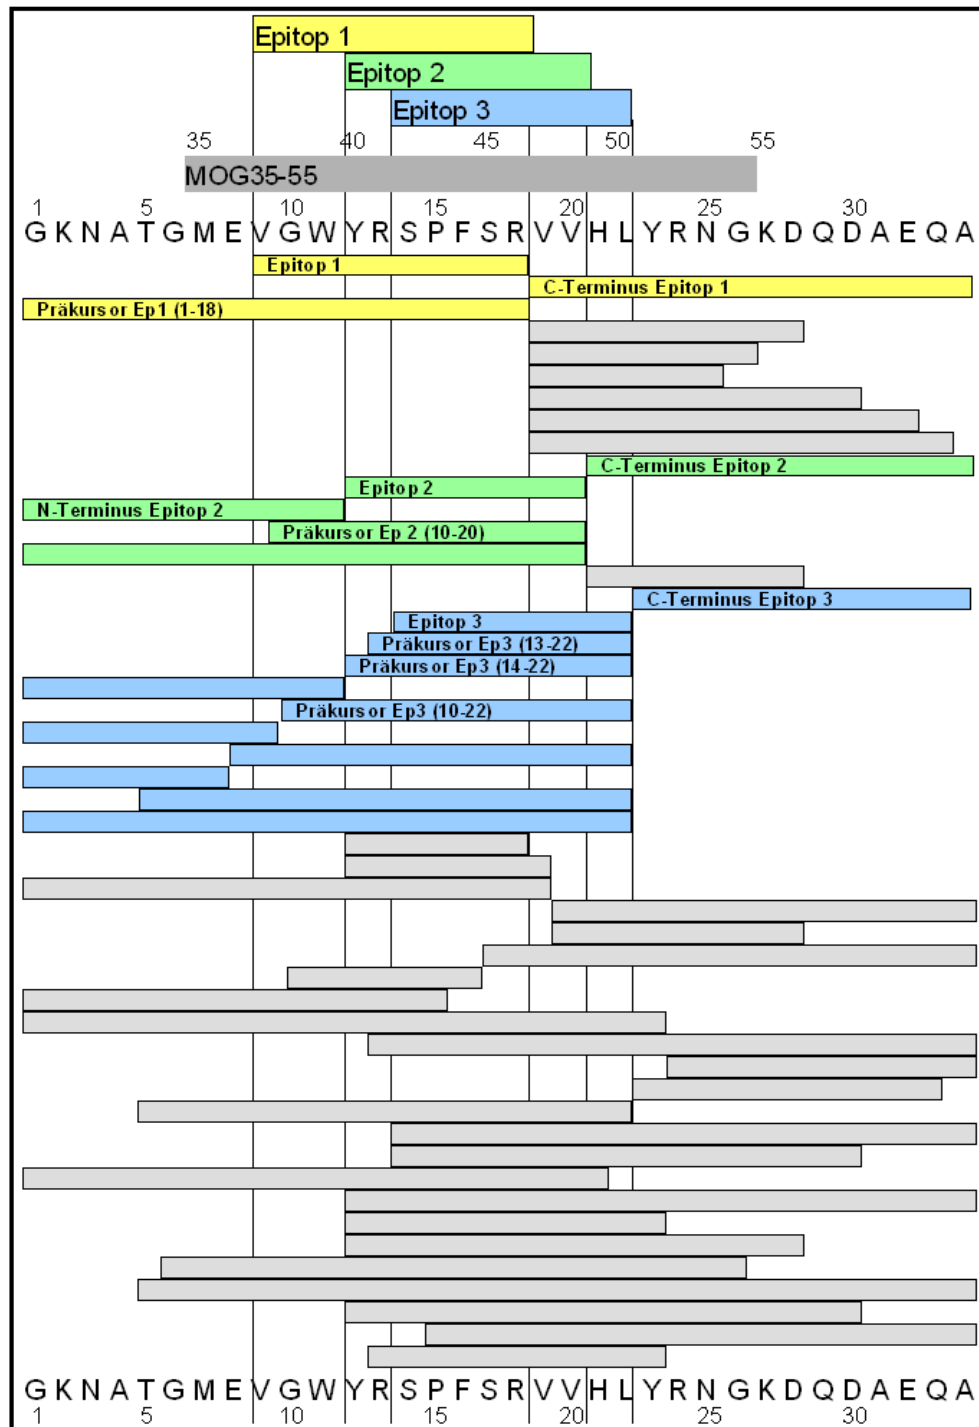 Epitop 1
Epitop 2
Epitop 3
35 40 45 50 55
MOG35-55
1 5 10 15 20 25 30
G K N A T G M E V G W Y R S P F S R V V H L Y R N G K D Q D A E Q A
Epitop 1
C-Terminus Epitop 1
Präkursor Ep1 (1-18)
C-Terminus Epitop 2
Epitop 2
N-Terminus Epitop 2
Präkursor Ep 2 (10-20)
C-Terminus Epitop 3
Epitop 3
Präkursor Ep3 (13-22)
Präkursor Ep3 (14-22)
Präkursor Ep3 (10-22)
G K N A T G M E V G W Y R S P F S R V V H L Y R N G K D Q D A E Q A
1 5 10 15 20 25 30